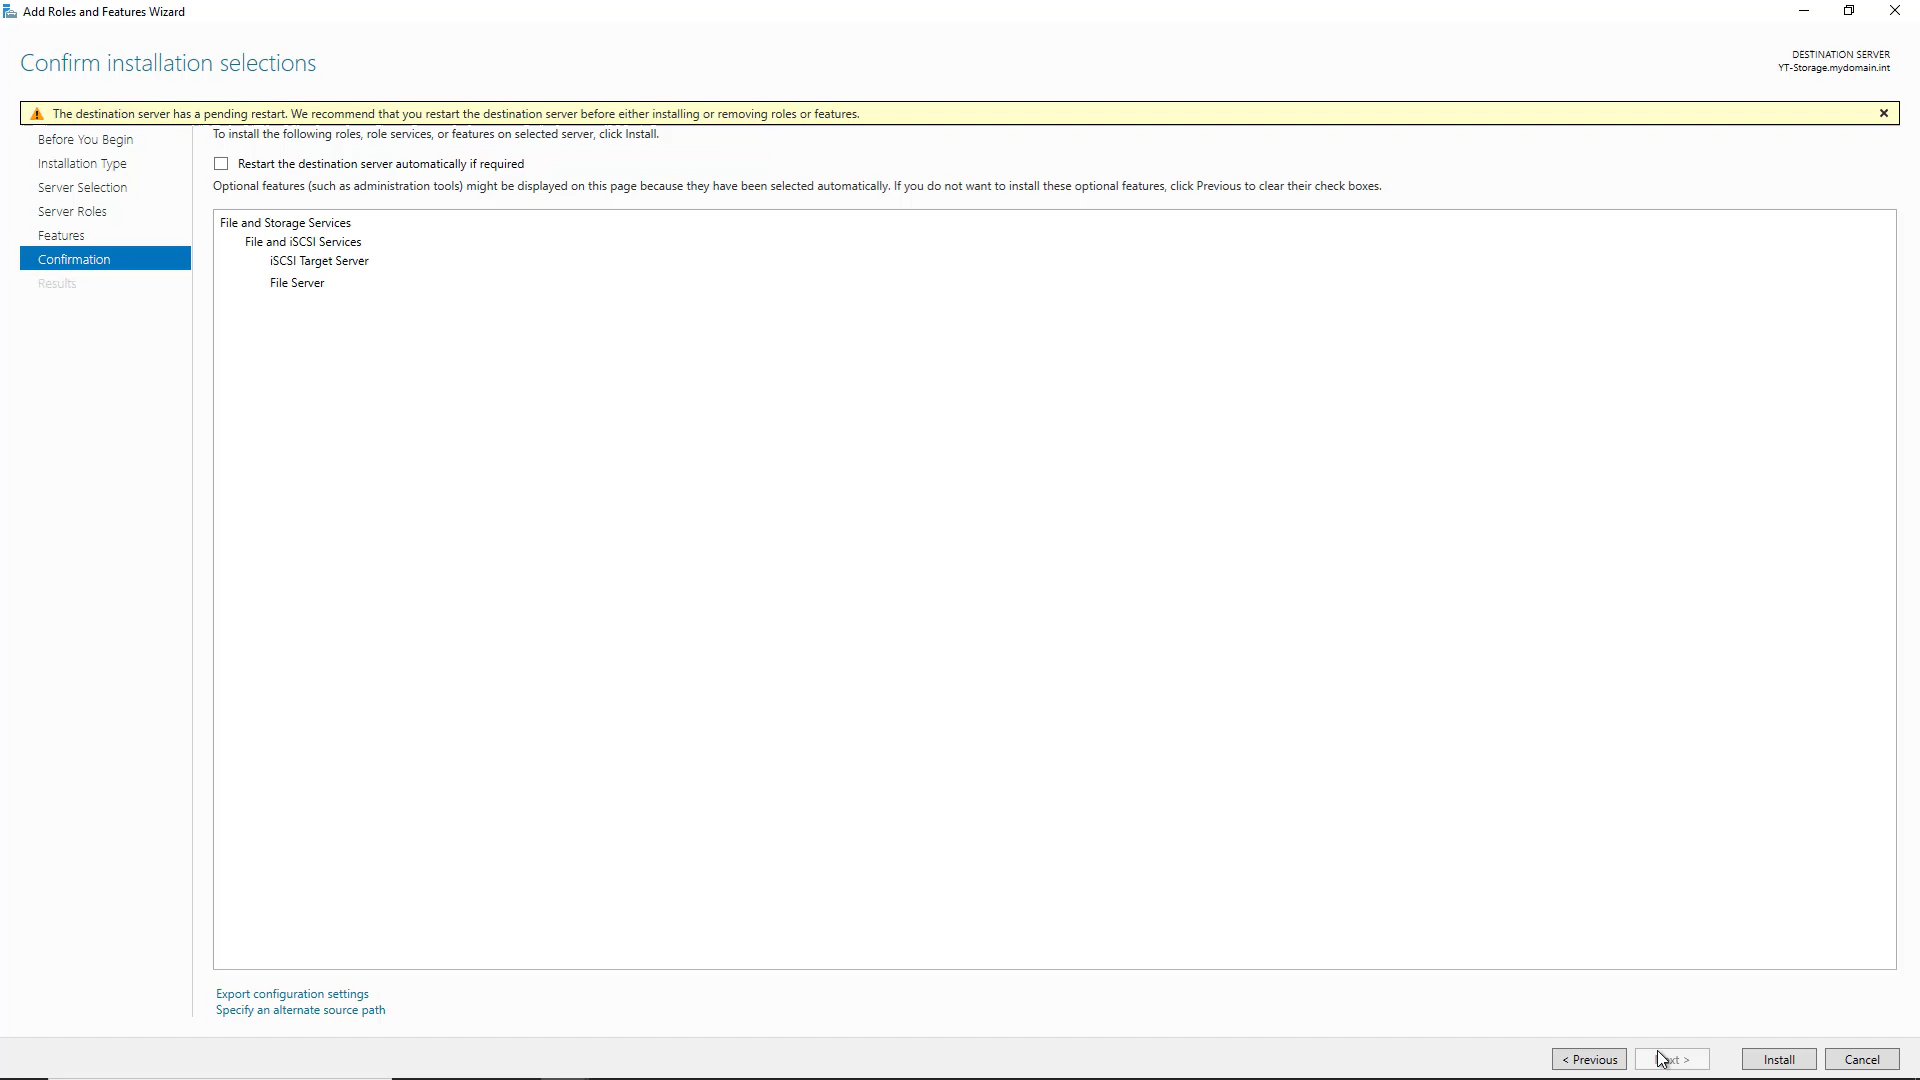 Add Roles and Features Wizard
Confirm installation selections
DESTINATION SERVER
YT-Storage.mydomain.int
The destination server has a pending restart. We recommend that you restart the destination server before either installing or removing roles or features.
Before You Begin
Installation Type
Server Selection
Server Roles
Features
Confirmation
Results
To install the following roles, role services, or features on selected server, click Install.
Restart the destination server automatically if required
Optional features (such as administration tools) might be displayed on this page because they have been selected automatically. If you do not want to install these optional features, click Previous to clear their check boxes.
File and Storage Services
File and iSCSI Services
iSCSI Target Server
File Server
Export configuration settings
Specify an alternate source path
< Previous
Install
Cancel